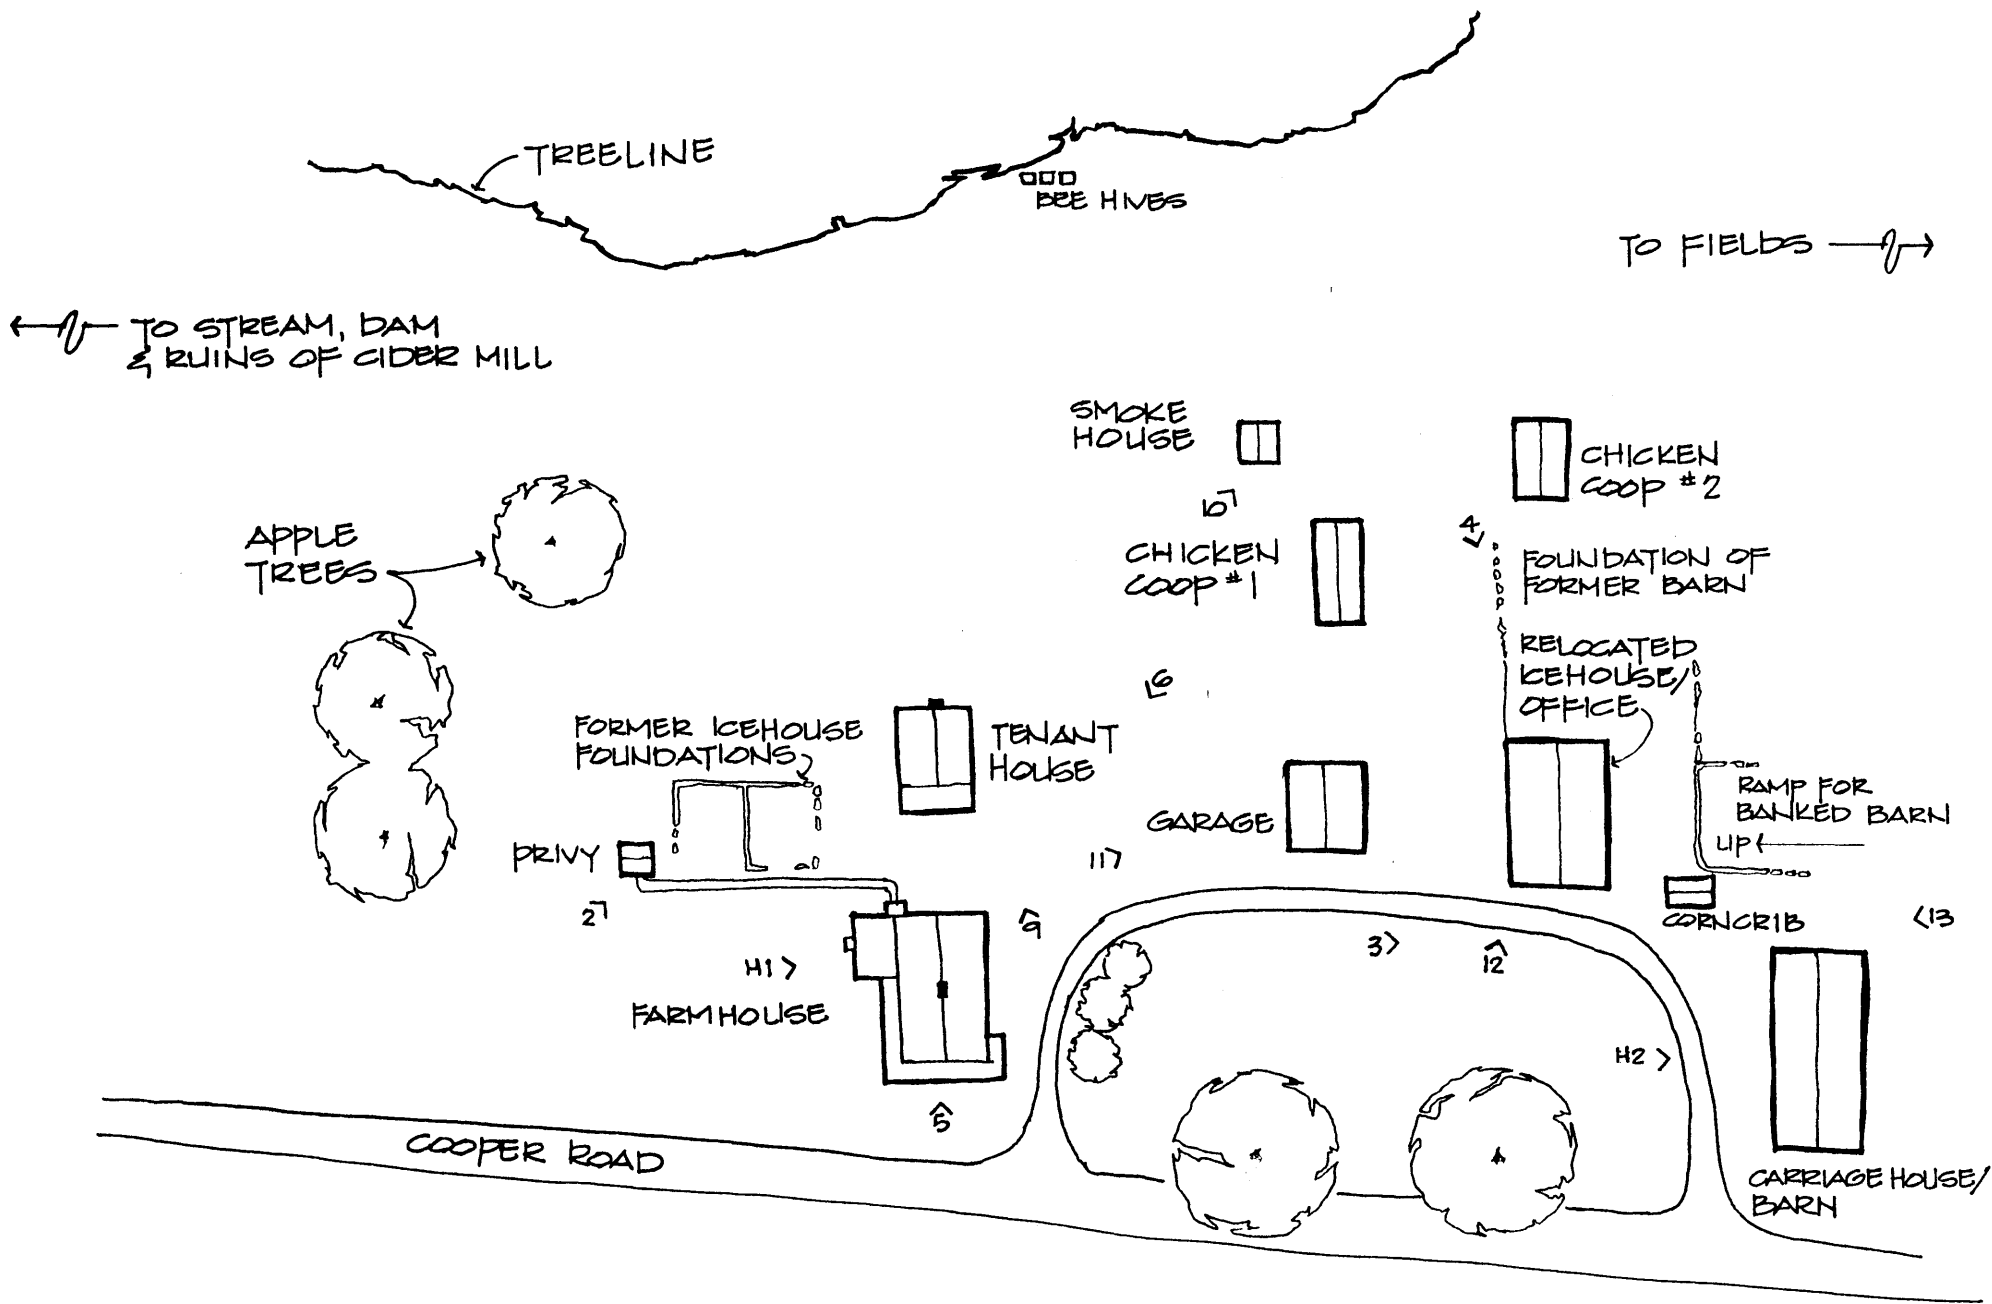 TREELINE
BEE HIVES
TO FIELDS
TO STREAM, DAM
& RUINS OF CIDER MILL
SMOKE
HOUSE
CHICKEN
COOP #2
10
4
APPLE
TREES
CHICKEN
COOP #1
FOUNDATION OF
FORMER BARN
RELOCATED
ICEHOUSE/
OFFICE
6
FORMER ICEHOUSE
FOUNDATIONS
TENANT
HOUSE
RAMP FOR
BANKED BARN
UP
GARAGE
PRIVY
11
2
9
CORNCRIB
13
3
12
H1
FARMHOUSE
H2
5
COOPER ROAD
CARRIAGE HOUSE/
BARN